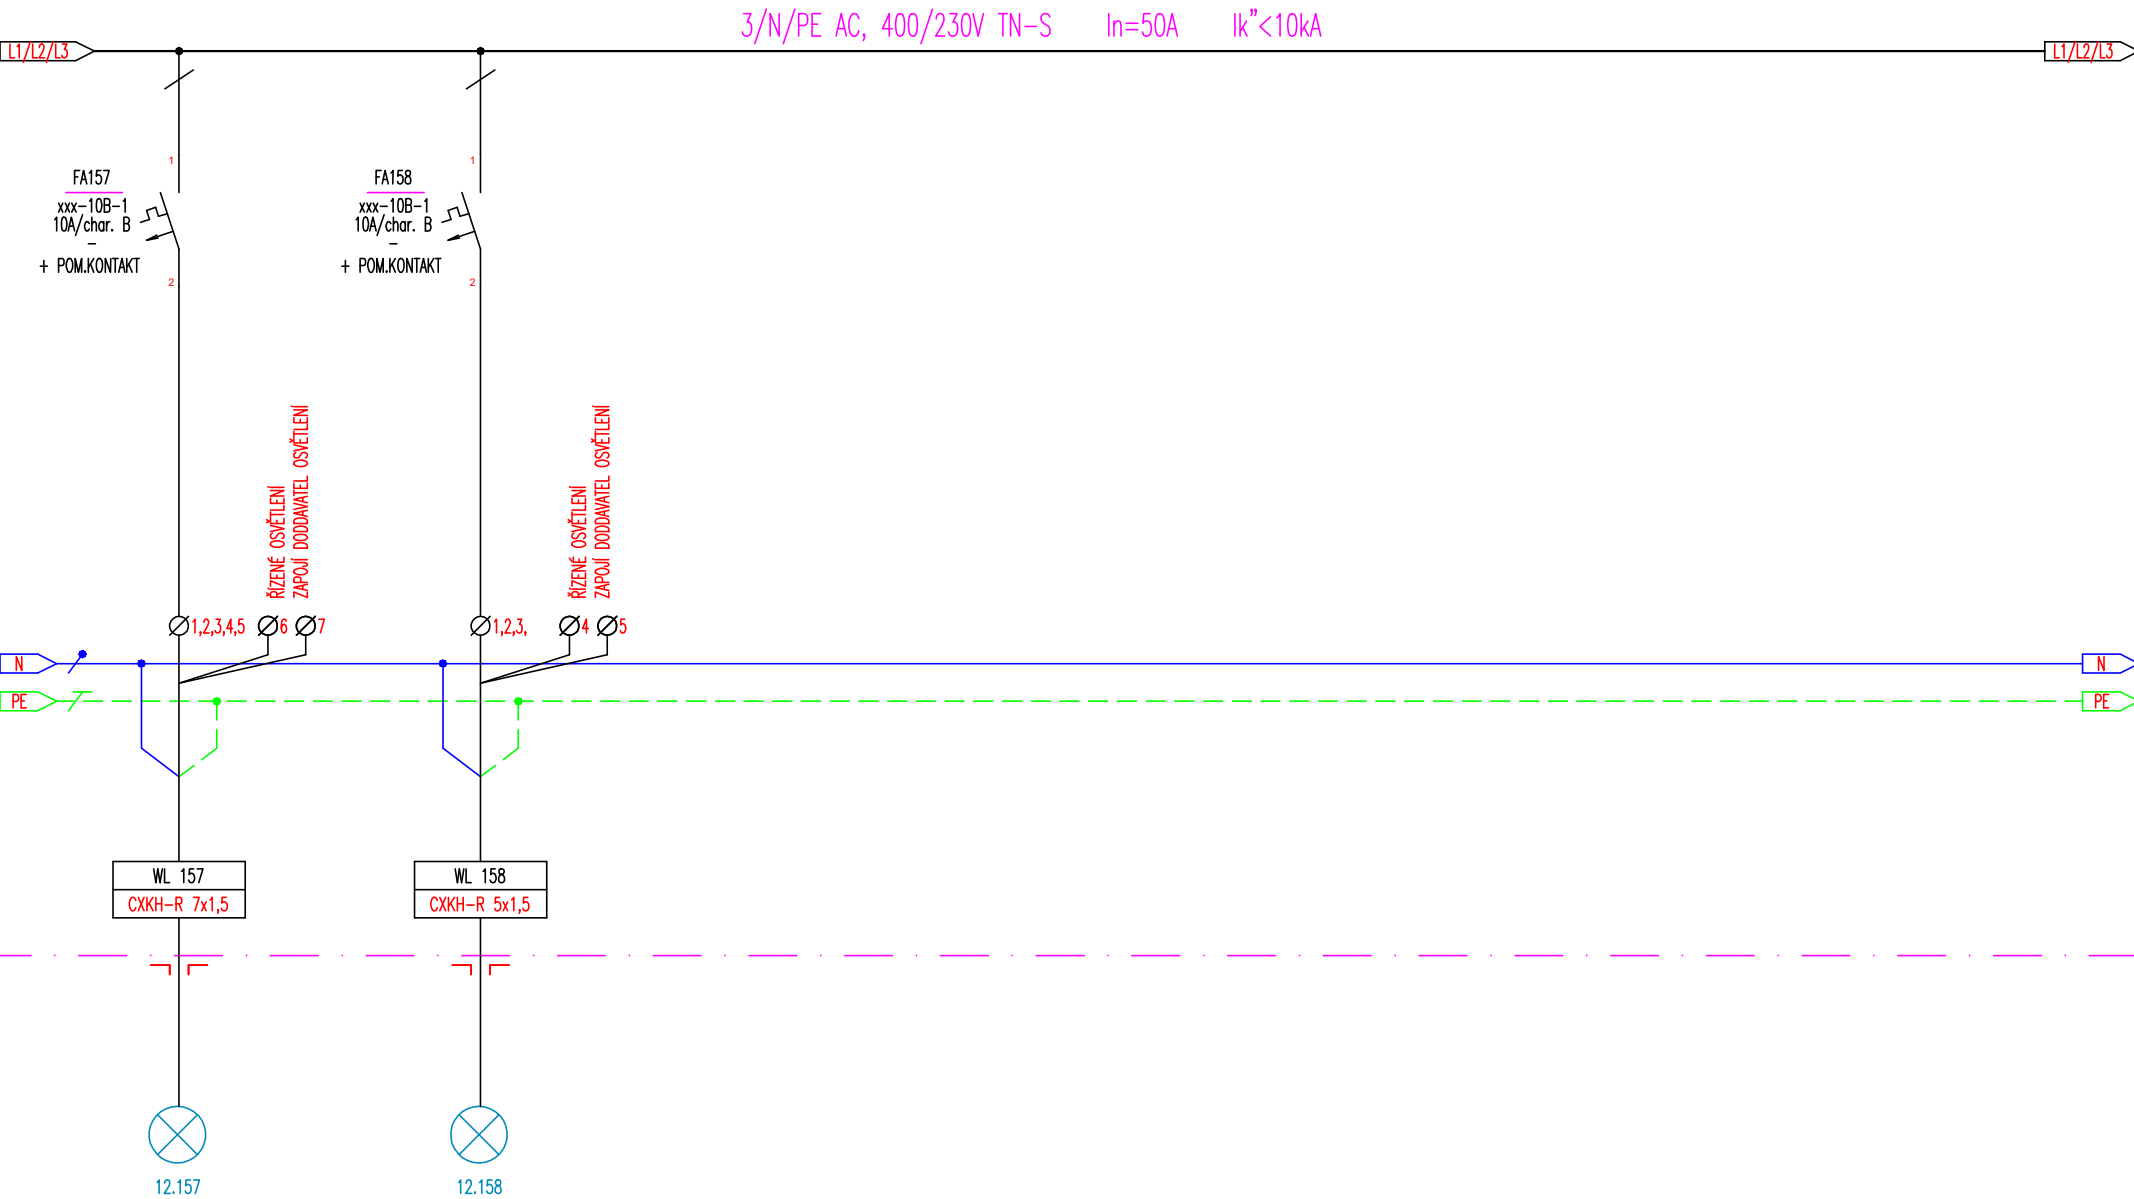 3/N/PE AC, 400/230V TN-S In=50A Ik”<10kA
L1/L2/L3
L1/L2/L3
1
FA157
xxx-10B-1
10A/char. B
-
+ POM.KONTAKT
2
1
FA158
xxx-10B-1
10A/char. B
-
+ POM.KONTAKT
2
ŘÍZENÉ OSVĚTLENÍ
ZAPOJÍ DODDAVATEL OSVĚTLENÍ
ŘÍZENÉ OSVĚTLENÍ
ZAPOJÍ DODDAVATEL OSVĚTLENÍ
1,2,3,4,5
6
7
1,2,3,
4
5
N
N
PE
PE
WL 157
CXKH-R 7x1,5
WL 158
CXKH-R 5x1,5
12.157
12.158